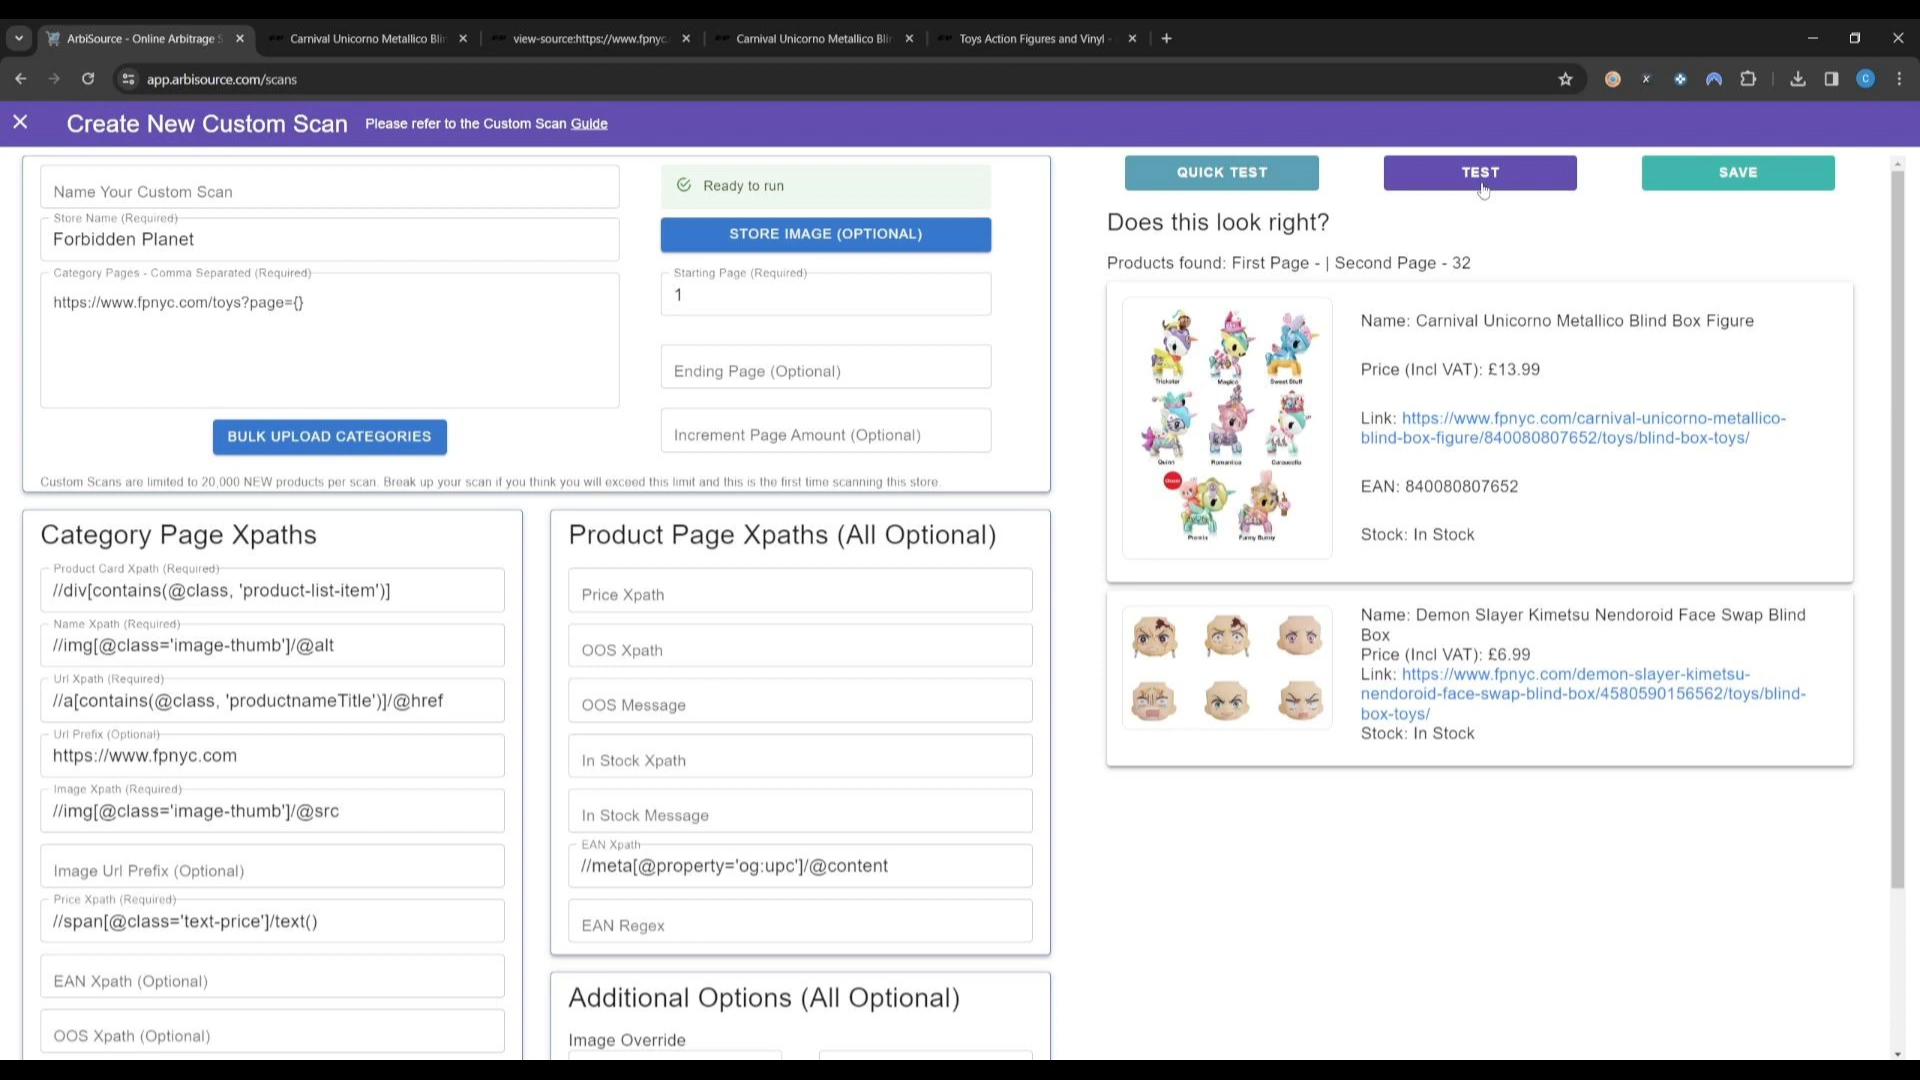 ArbiSource - Online Arbitrage S
Carnival Unicorno Metallico Blin
view-source:https://www.fpnyc.
Carnival Unicorno Metallico Blin
Toys Action Figures and Vinyl -
app.arbisource.com/scans
C
Create New Custom Scan
Please refer to the Custom Scan Guide
Name Your Custom Scan
Ready to run
Store Name (Required)
Forbidden Planet
STORE IMAGE (OPTIONAL)
Category Pages - Comma Separated (Required)
https://www.fpnyc.com/toys?page={}
Starting Page (Required)
1
Ending Page (Optional)
Increment Page Amount (Optional)
BULK UPLOAD CATEGORIES
Custom Scans are limited to 20,000 NEW products per scan. Break up your scan if you think you will exceed this limit and this is the first time scanning this store.
Category Page Xpaths
Product Card Xpath (Required)
//div[contains(@class, 'product-list-item')]
Name Xpath (Required)
//img[@class='image-thumb']/@alt
Url Xpath (Required)
//a[contains(@class, 'productnameTitle')]/@href
Url Prefix (Optional)
https://www.fpnyc.com
Image Xpath (Required)
//img[@class='image-thumb']/@src
Image Url Prefix (Optional)
Price Xpath (Required)
//span[@class='text-price']/text()
EAN Xpath (Optional)
OOS Xpath (Optional)
Product Page Xpaths (All Optional)
Price Xpath
OOS Xpath
OOS Message
In Stock Xpath
In Stock Message
EAN Xpath
//meta[@property='og:upc']/@content
EAN Regex
Additional Options (All Optional)
Image Override
QUICK TEST
TEST
SAVE
Does this look right?
Products found: First Page - | Second Page - 32
Trickster
Magico
Sweet Stuff
Quinn
Romantica
Carousello
Premio
Funny Bunny
Name: Carnival Unicorno Metallico Blind Box Figure
Price (Incl VAT): £13.99
Link: https://www.fpnyc.com/carnival-unicorno-metallico-
blind-box-figure/840080807652/toys/blind-box-toys/
EAN: 840080807652
Stock: In Stock
Name: Demon Slayer Kimetsu Nendoroid Face Swap Blind
Box
Price (Incl VAT): £6.99
Link: https://www.fpnyc.com/demon-slayer-kimetsu-
nendoroid-face-swap-blind-box/4580590156562/toys/blind-
box-toys/
Stock: In Stock